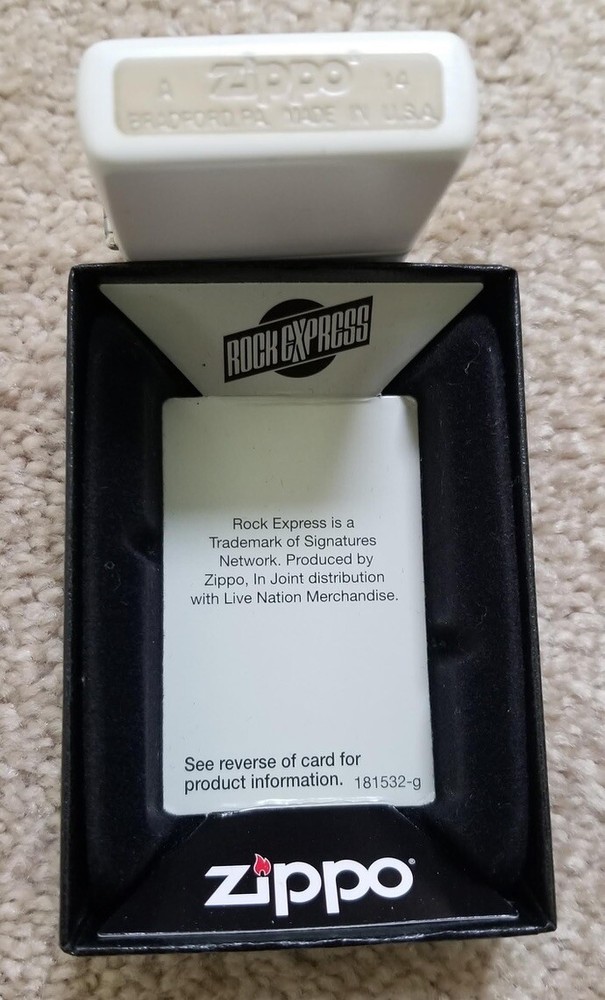 A Zippo 14
BRADFORD, PA. MADE IN U.S.A.
ROCK EXPRESS
Rock Express is a
Trademark of Signatures
Network. Produced by
Zippo, In Joint distribution
with Live Nation Merchandise.
See reverse of card for
product information. 181532-g
zippo®